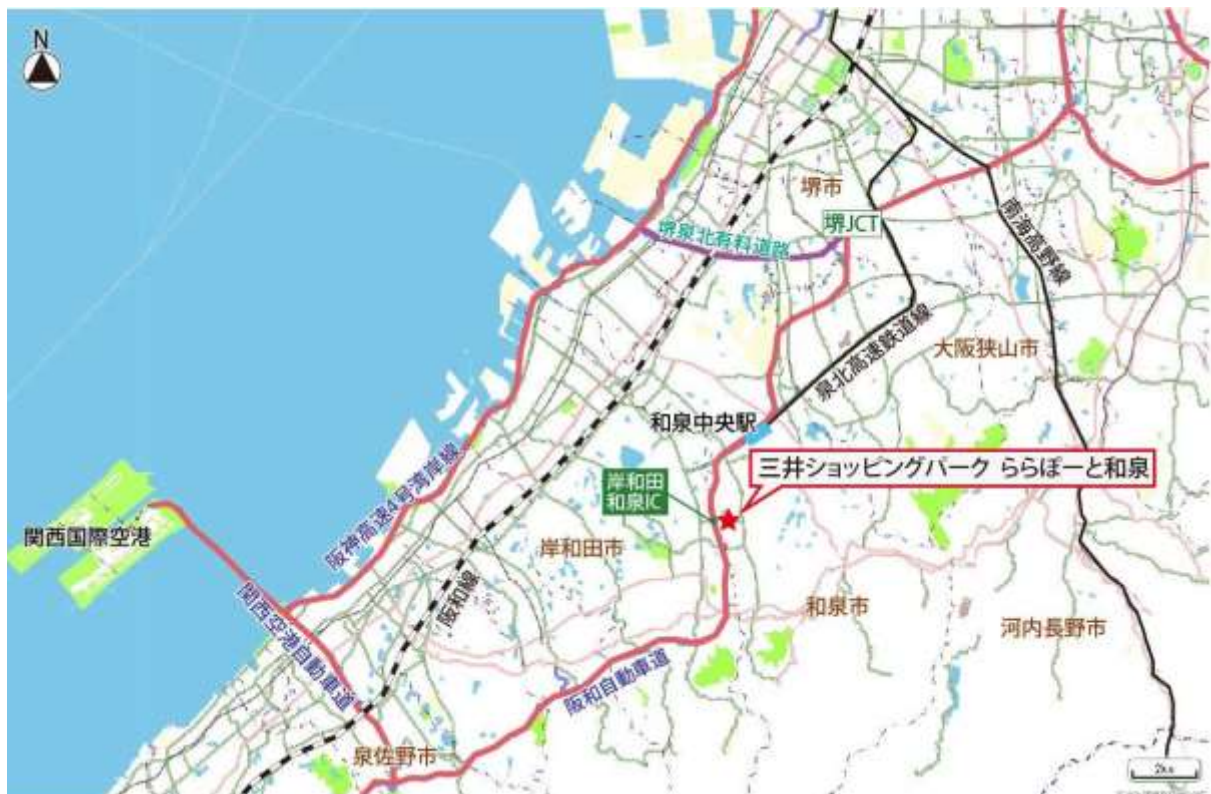 N
堺市
堺JCT
堺泉北有料道路
南海高野線
泉北高速鉄道線
大阪狭山市
和泉中央駅
三井ショッピングパーク ららぽーと和泉
岸和田
和泉IC
阪神高速4号湾岸線
関西国際空港
岸和田市
阪和線
関西空港自動車道
和泉市
河内長野市
阪和自動車道
泉佐野市